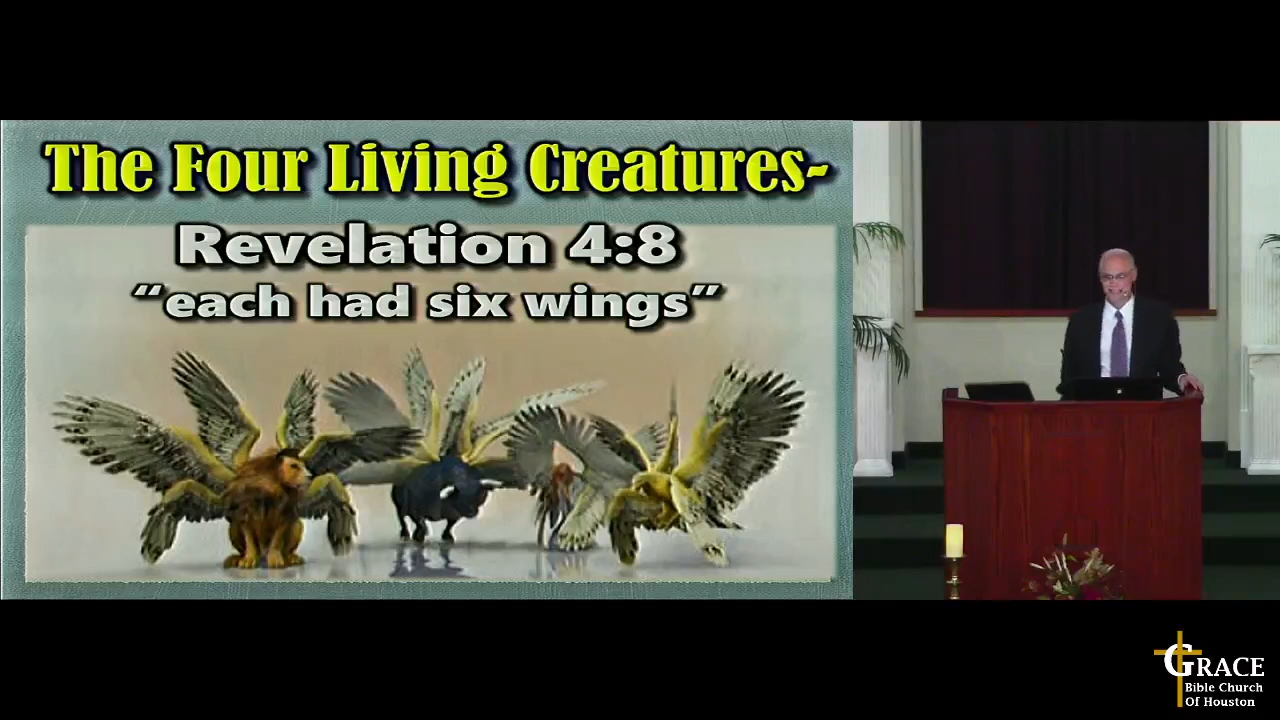 The Four Living Creatures-
Revelation 4:8
“each had six wings”
GRACE
Bible Church
Of Houston